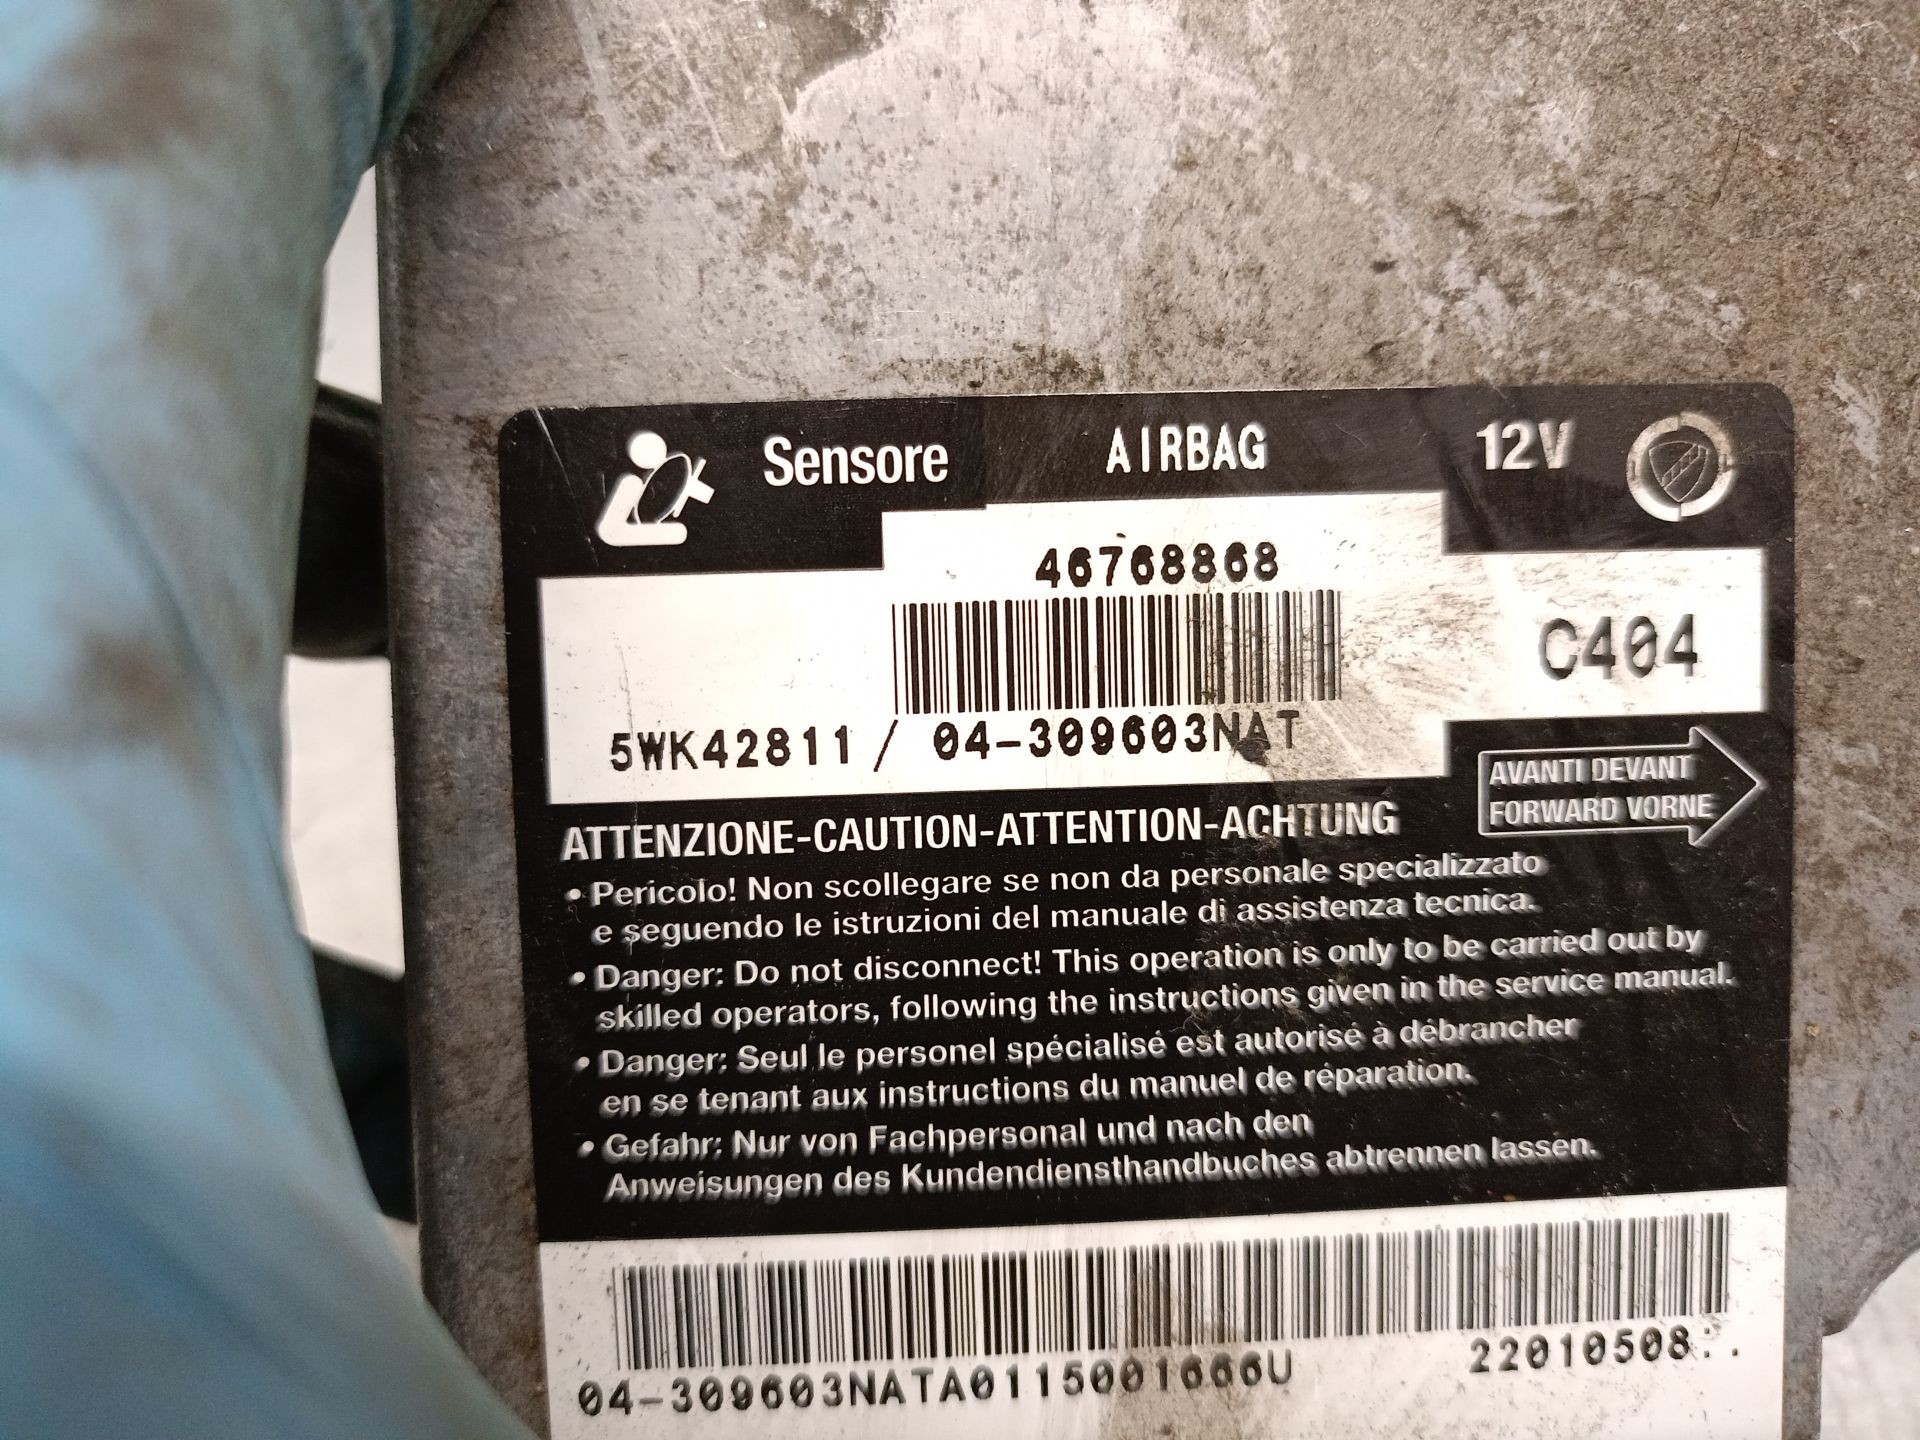 Sensore AIRBAG 12V
46768868
C404
5WK42811 / 04-309603NAT
AVANTI DEVANT
FORWARD VORNE
ATTENZIONE-CAUTION-ATTENTION-ACHTUNG
• Pericolo! Non scollegare se non da personale specializzato
e seguendo le istruzioni del manuale di assistenza tecnica.
• Danger: Do not disconnect! This operation is only to be carried out by
skilled operators, following the instructions given in the service manual.
• Danger: Seul le personel spécialisé est autorisé à débrancher
en se tenant aux instructions du manuel de réparation.
• Gefahr: Nur von Fachpersonal und nach den
Anweisungen des Kundendiensthandbuches abtrennen lassen.
04-309603NATA0115001666U 22010508:.